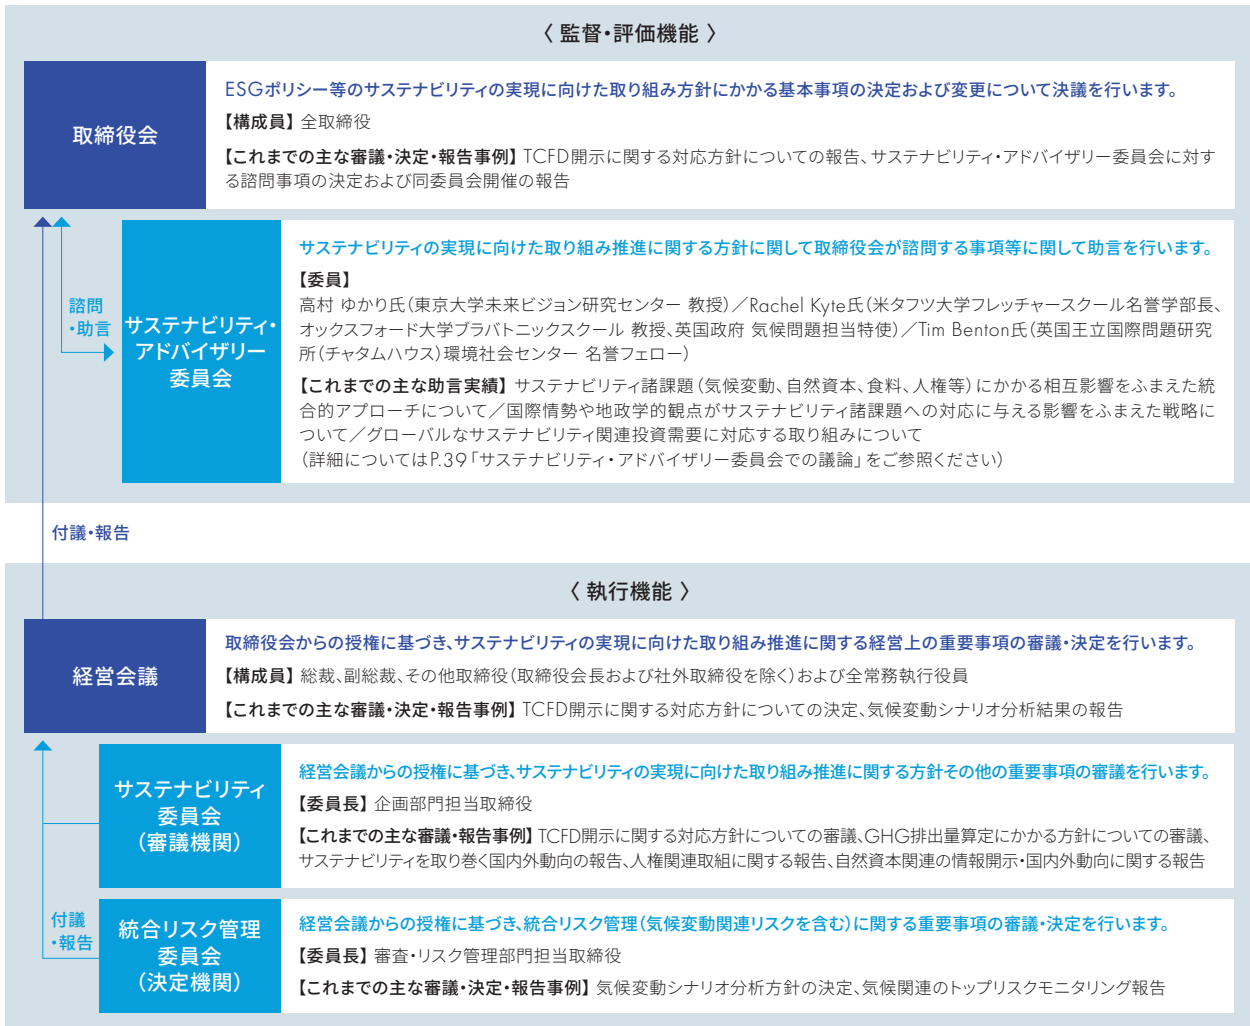 〈 監督・評価機能 〉
取締役会
ESGポリシー等のサステナビリティの実現に向けた取り組み方針にかかる基本事項の決定および変更について決議を行います。
【構成員】 全取締役
【これまでの主な審議・決定・報告事例】 TCFD開示に関する対応方針についての報告、サステナビリティ・アドバイザリー委員会に対す
る諮問事項の決定および同委員会開催の報告
諮問
・助言
サステナビリティ・
アドバイザリー
委員会
サステナビリティの実現に向けた取り組み推進に関する方針に関して取締役会が諮問する事項等に関して助言を行います。
【委員】
高村 ゆかり氏(東京大学未来ビジョン研究センター 教授)/Rachel Kyte氏(米タフツ大学フレッチャースクール名誉学部長、
オックスフォード大学ブラバトニックスクール 教授、英国政府 気候問題担当特使)/Tim Benton氏(英国王立国際問題研究
所(チャタムハウス)環境社会センター 名誉フェロー)
【これまでの主な助言実績】 サステナビリティ諸課題(気候変動、自然資本、食料、人権等)にかかる相互影響をふまえた統
合的アプローチについて/国際情勢や地政学的観点がサステナビリティ諸課題への対応に与える影響をふまえた戦略に
ついて/グローバルなサステナビリティ関連投資需要に対応する取り組みについて
(詳細についてはP.39「サステナビリティ・アドバイザリー委員会での議論」をご参照ください)
付議・報告
〈 執行機能 〉
経営会議
取締役会からの授権に基づき、サステナビリティの実現に向けた取り組み推進に関する経営上の重要事項の審議・決定を行います。
【構成員】 総裁、副総裁、その他取締役(取締役会長および社外取締役を除く)および全常務執行役員
【これまでの主な審議・決定・報告事例】 TCFD開示に関する対応方針についての決定、気候変動シナリオ分析結果の報告
サステナビリティ
委員会
(審議機関)
経営会議からの授権に基づき、サステナビリティの実現に向けた取り組み推進に関する方針その他の重要事項の審議を行います。
【委員長】 企画部門担当取締役
【これまでの主な審議・報告事例】 TCFD開示に関する対応方針についての審議、GHG排出量算定にかかる方針についての審議、
サステナビリティを取り巻く国内外動向の報告、人権関連取組に関する報告、自然資本関連の情報開示・国内外動向に関する報告
付議
・報告
統合リスク管理
委員会
(決定機関)
経営会議からの授権に基づき、統合リスク管理(気候変動関連リスクを含む)に関する重要事項の審議・決定を行います。
【委員長】 審査・リスク管理部門担当取締役
【これまでの主な審議・決定・報告事例】 気候変動シナリオ分析方針の決定、気候関連のトップリスクモニタリング報告